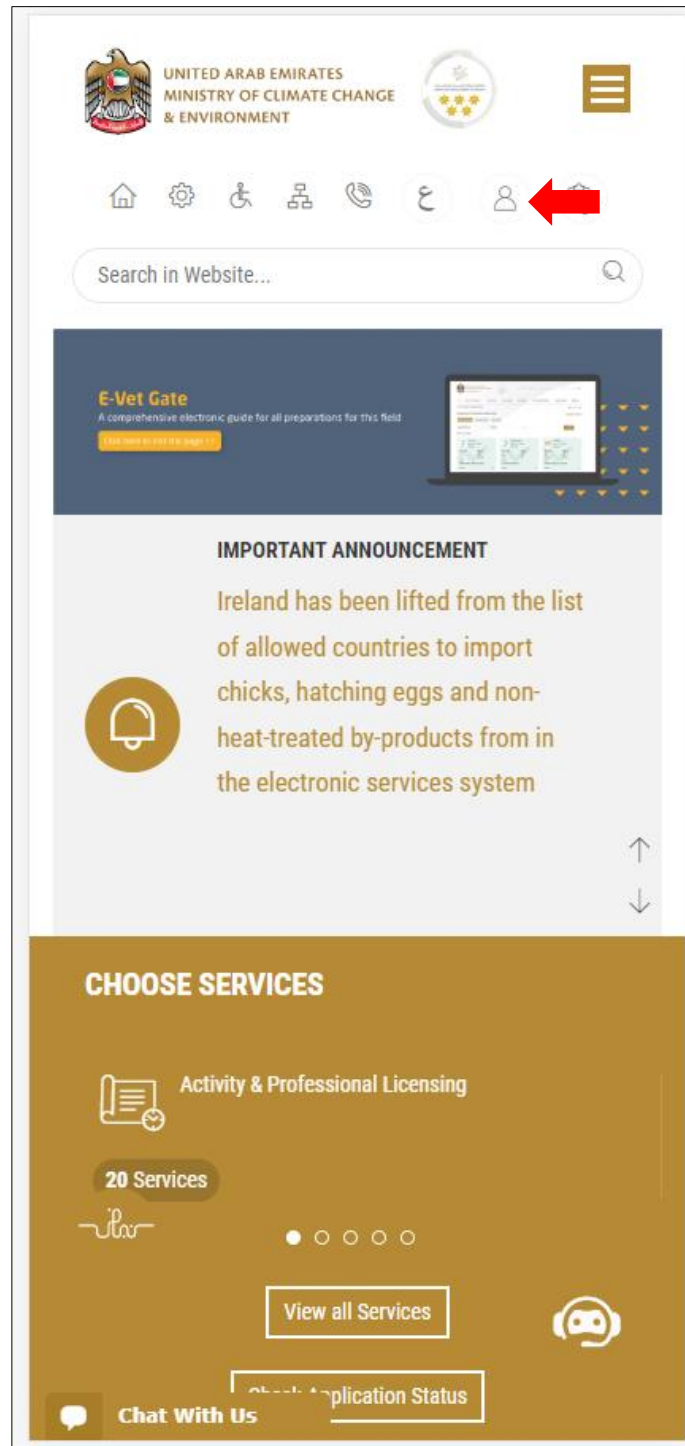 UNITED ARAB EMIRATES
MINISTRY OF CLIMATE CHANGE
& ENVIRONMENT
ع
Search in Website...
E-Vet Gate
A comprehensive electronic guide for all preparations for this field
IMPORTANT ANNOUNCEMENT
Ireland has been lifted from the list
of allowed countries to import
chicks, hatching eggs and non-
heat-treated by-products from in
the electronic services system
CHOOSE SERVICES
Activity & Professional Licensing
20 Services
View all Services
Check Application Status
Chat With Us